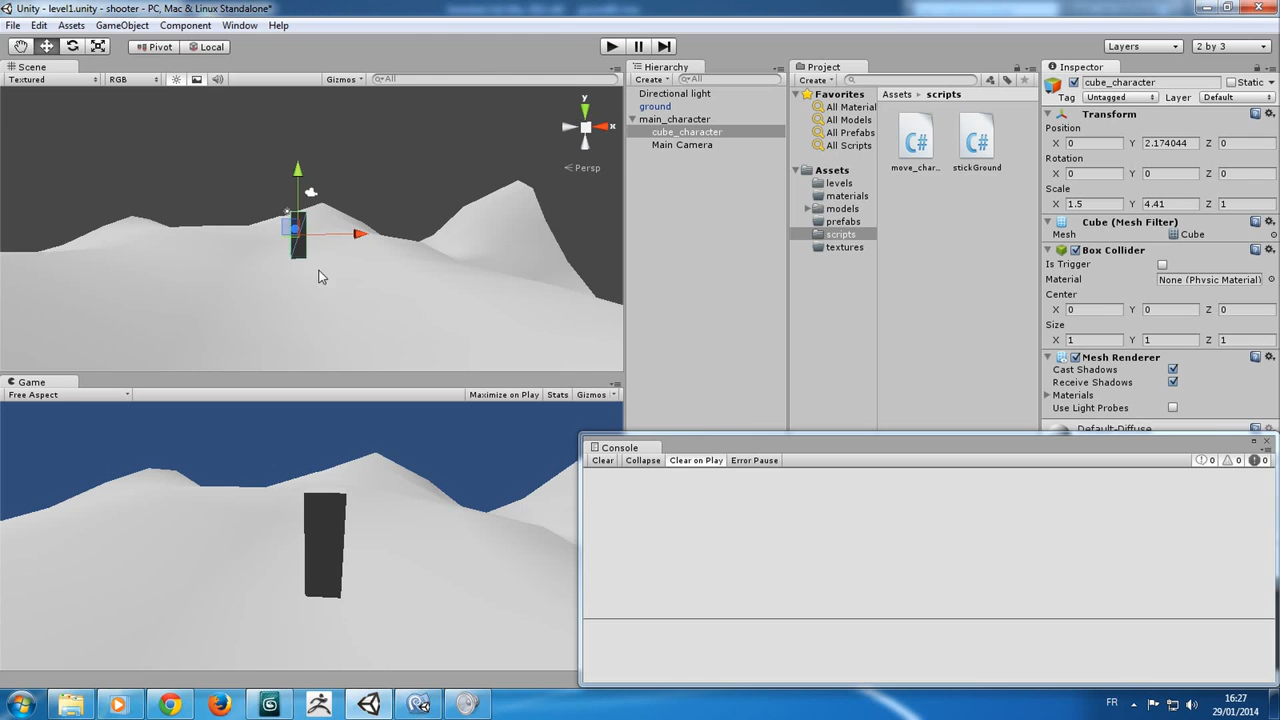 Unity - level1.unity - shooter - PC, Mac & Linux Standalone*
File Edit Assets GameObject Component Window Help
Pivot Local Layers 2 by 3
Scene
Textured RGB Gizmos All
y
x
Persp
Game
Free Aspect Maximize on Play Stats Gizmos
Hierarchy
Create All
Directional light
ground
main_character
cube_character
Main Camera
Project
Create
Favorites
All Material
All Models
All Prefabs
All Scripts
Assets
levels
materials
models
prefabs
scripts
textures
Assets scripts
C# C#
move_char... stickGround
Inspector
cube_character Static
Tag Untagged Layer Default
Transform
Position
X 0 Y 2.174044 Z 0
Rotation
X 0 Y 0 Z 0
Scale
X 1.5 Y 4.41 Z 1
Cube (Mesh Filter)
Mesh Cube
Box Collider
Is Trigger
Material None (Physic Material)
Center
X 0 Y 0 Z 0
Size
X 1 Y 1 Z 1
Mesh Renderer
Cast Shadows
Receive Shadows
Materials
Use Light Probes
Default-Diffuse
Console
Clear Collapse Clear on Play Error Pause 0 0 0
FR 16:27
29/01/2014